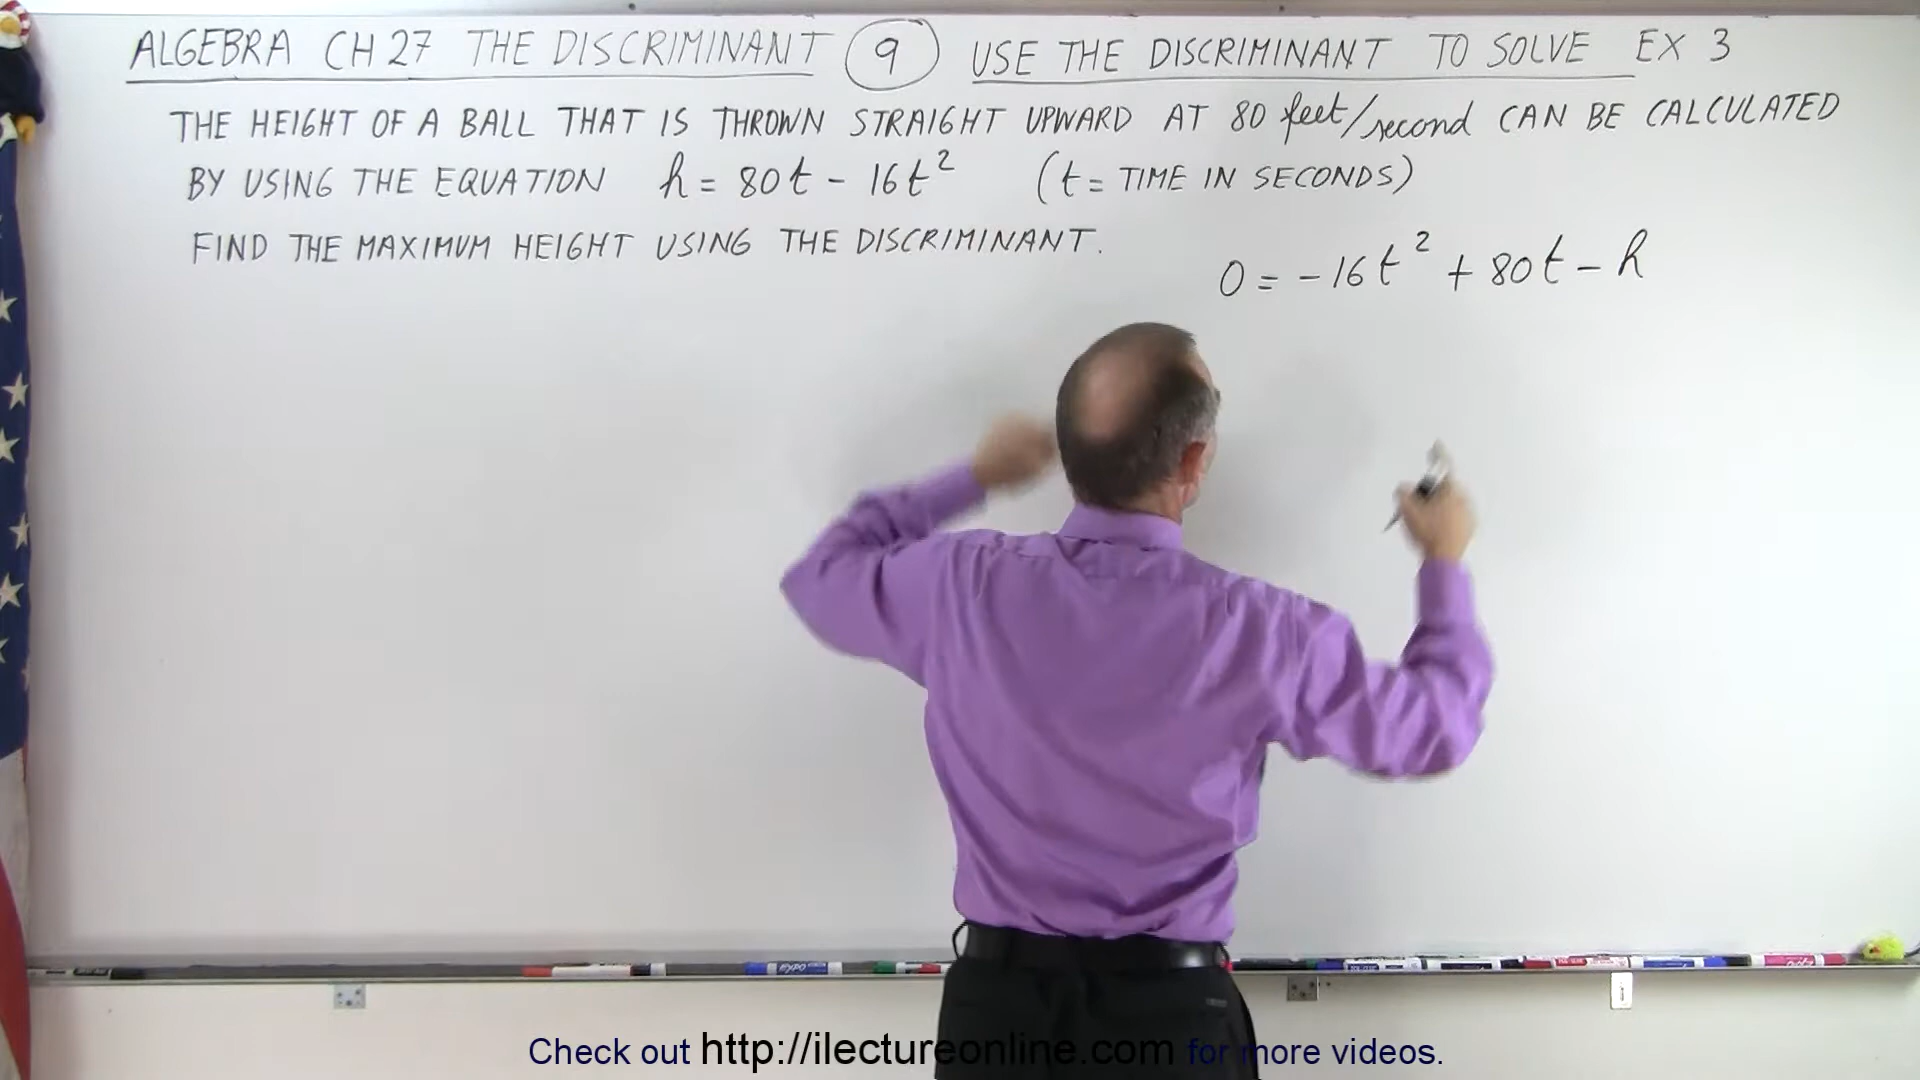 ALGEBRA CH 27 THE DISCRIMINANT 9 USE THE DISCRIMINANT TO SOLVE EX 3
THE HEIGHT OF A BALL THAT IS THROWN STRAIGHT UPWARD AT 80 feet/second CAN BE CALCULATED
BY USING THE EQUATION h = 80t - 16t² (t = TIME IN SECONDS)
FIND THE MAXIMUM HEIGHT USING THE DISCRIMINANT.
0 = -16t² + 80t - h
EXPO
Check out http://ilectureonline.com for more videos.